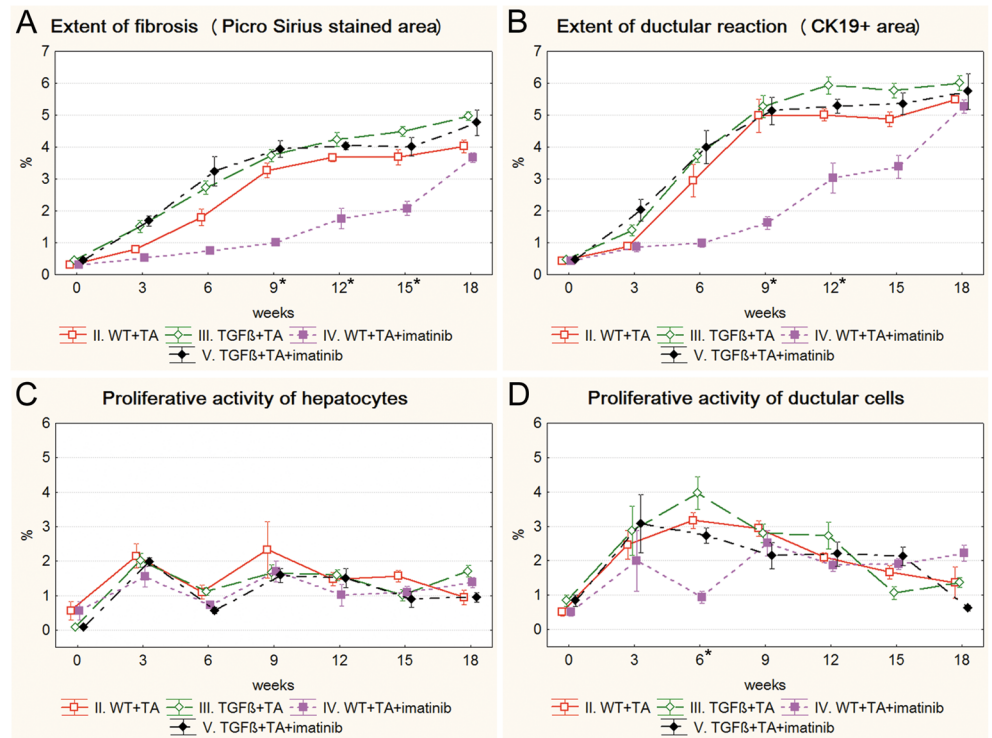 A Extent of fibrosis ( Picro Sirius stained area)
7
6
5
4
3
2
1
0
%
0 3 6 9* 12* 15* 18
weeks
II. WT+TA III. TGFß+TA IV. WT+TA+imatinib
V. TGFß+TA+imatinib
B Extent of ductular reaction ( CK19+ area)
7
6
5
4
3
2
1
0
%
0 3 6 9* 12* 15 18
weeks
II. WT+TA III. TGFß+TA IV. WT+TA+imatinib
V. TGFß+TA+imatinib
C Proliferative activity of hepatocytes
6
5
4
3
2
1
0
%
0 3 6 9 12 15 18
weeks
II. WT+TA III. TGFß+TA IV. WT+TA+imatinib
V. TGFß+TA+imatinib
D Proliferative activity of ductular cells
6
5
4
3
2
1
0
%
0 3 6* 9 12 15 18
weeks
II. WT+TA III. TGFß+TA IV. WT+TA+imatinib
V. TGFß+TA+imatinib